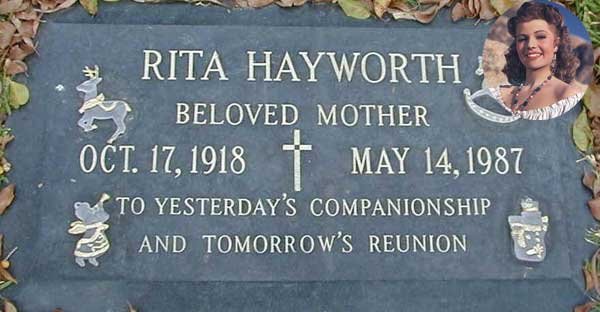 RITA HAYWORTH
BELOVED MOTHER
OCT. 17, 1918 MAY 14, 1987
TO YESTERDAY'S COMPANIONSHIP
AND TOMORROW'S REUNION